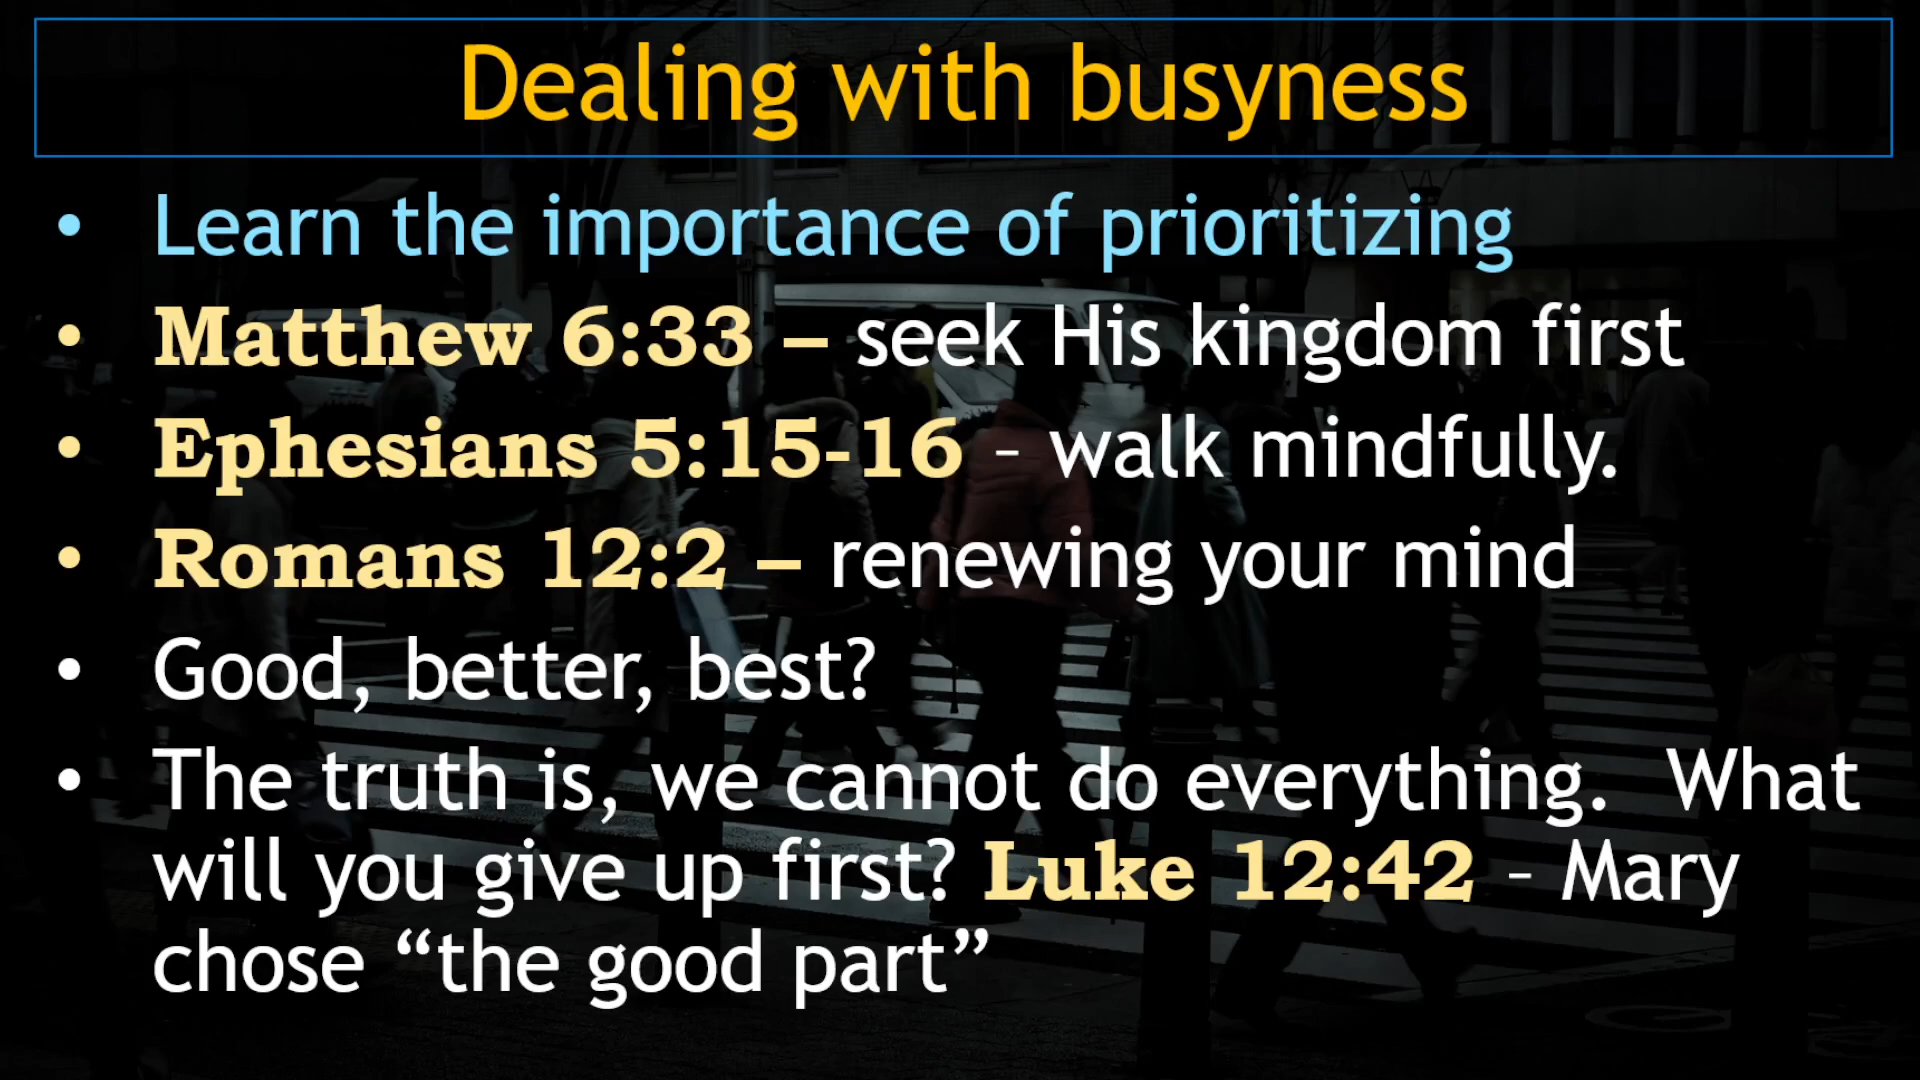 Dealing with busyness
• Learn the importance of prioritizing
• Matthew 6:33 – seek His kingdom first
• Ephesians 5:15-16 – walk mindfully.
• Romans 12:2 – renewing your mind
• Good, better, best?
• The truth is, we cannot do everything.  What
will you give up first? Luke 12:42 – Mary
chose “the good part”